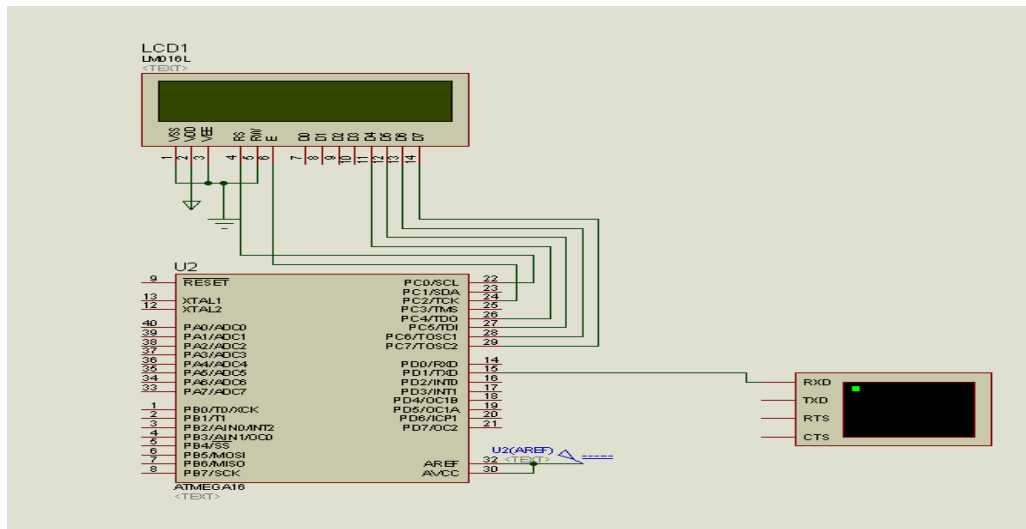 LCD1
LM016L
<TEXT>
VSS VDD VEE RS RW E D0 D1 D2 D3 D4 D5 D6 D7
1 2 3 4 5 6 7 8 9 10 11 12 13 14
U2
9 RESET PC0/SCL 22
PC1/SDA 23
13 XTAL1 PC2/TCK 24
12 XTAL2 PC3/TMS 25
PC4/TDO 26
40 PA0/ADC0 PC5/TDI 27
39 PA1/ADC1 PC6/TOSC1 28
38 PA2/ADC2 PC7/TOSC2 29
37 PA3/ADC3
36 PA4/ADC4 PD0/RXD 14
35 PA5/ADC5 PD1/TXD 15
34 PA6/ADC6 PD2/INT0 16
33 PA7/ADC7 PD3/INT1 17
PD4/OC1B 18
1 PB0/T0/XCK PD5/OC1A 19
2 PB1/T1 PD6/ICP1 20
3 PB2/AIN0/INT2 PD7/OC2 21
4 PB3/AIN1/OC0
5 PB4/SS
6 PB5/MOSI
7 PB6/MISO AREF 32
8 PB7/SCK AVCC 30
ATMEGA16
<TEXT>
U2(AREF)
<TEXT>
RXD
TXD
RTS
CTS